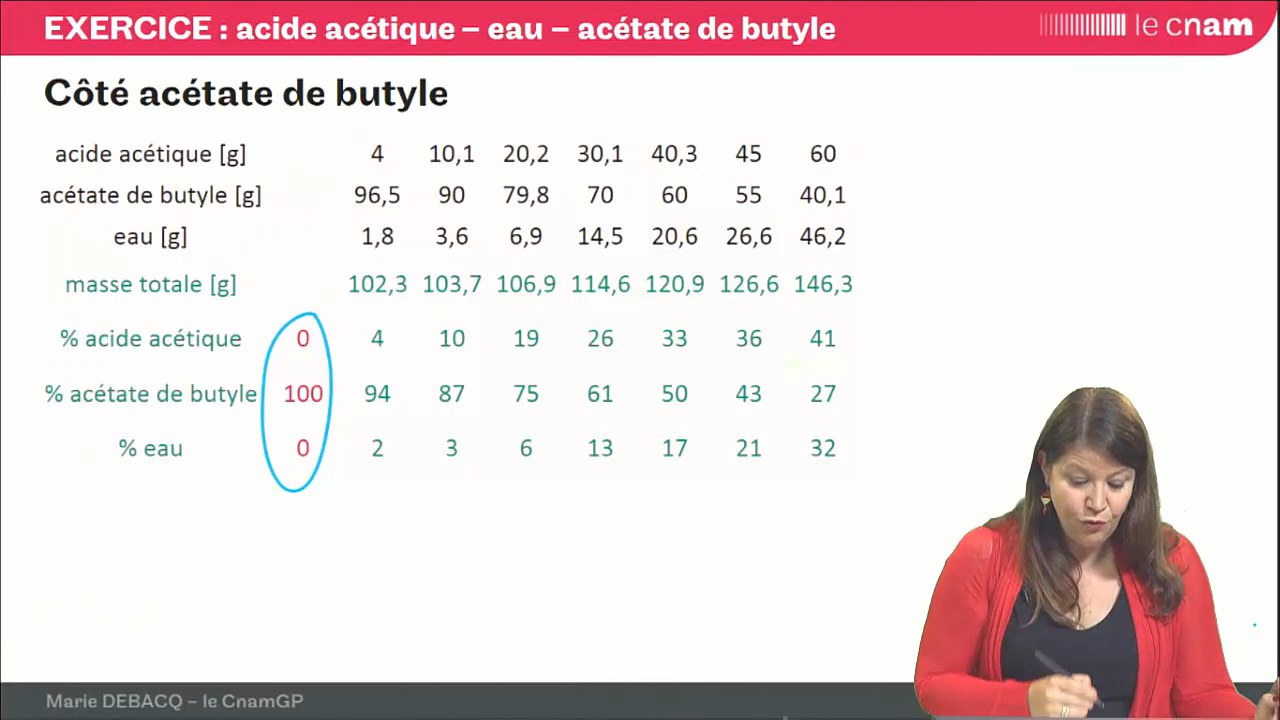 EXERCICE : acide acétique – eau – acétate de butyle
le cnam
Côté acétate de butyle
acide acétique [g] 4 10,1 20,2 30,1 40,3 45 60
acétate de butyle [g] 96,5 90 79,8 70 60 55 40,1
eau [g] 1,8 3,6 6,9 14,5 20,6 26,6 46,2
masse totale [g] 102,3 103,7 106,9 114,6 120,9 126,6 146,3
% acide acétique 0 4 10 19 26 33 36 41
% acétate de butyle 100 94 87 75 61 50 43 27
% eau 0 2 3 6 13 17 21 32
Marie DEBACQ – le CnamGP